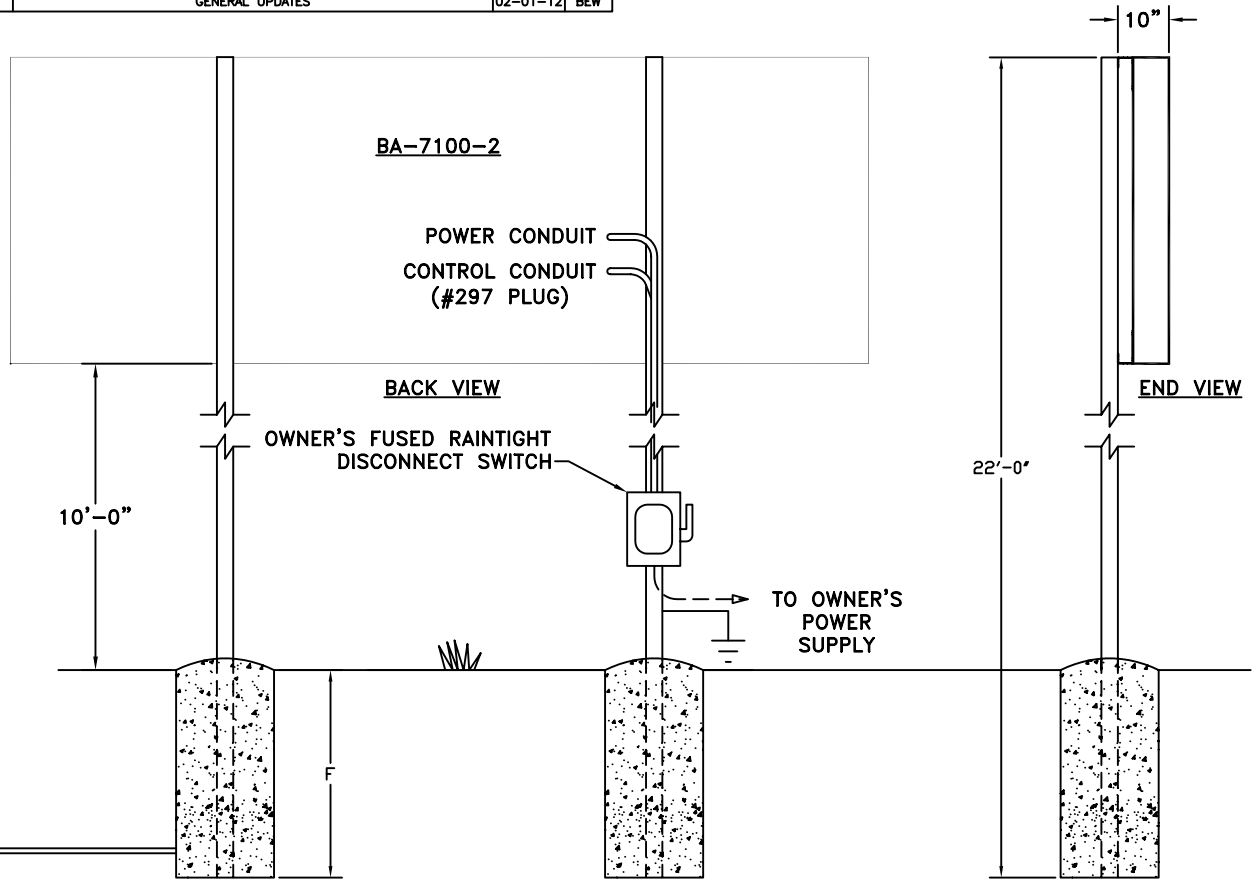 GENERAL UPDATES 02-01-12 BEW
10"
BA-7100-2
POWER CONDUIT
CONTROL CONDUIT
(#297 PLUG)
BACK VIEW
END VIEW
OWNER'S FUSED RAINTIGHT
DISCONNECT SWITCH
22'-0"
10'-0"
TO OWNER'S
POWER
SUPPLY
F